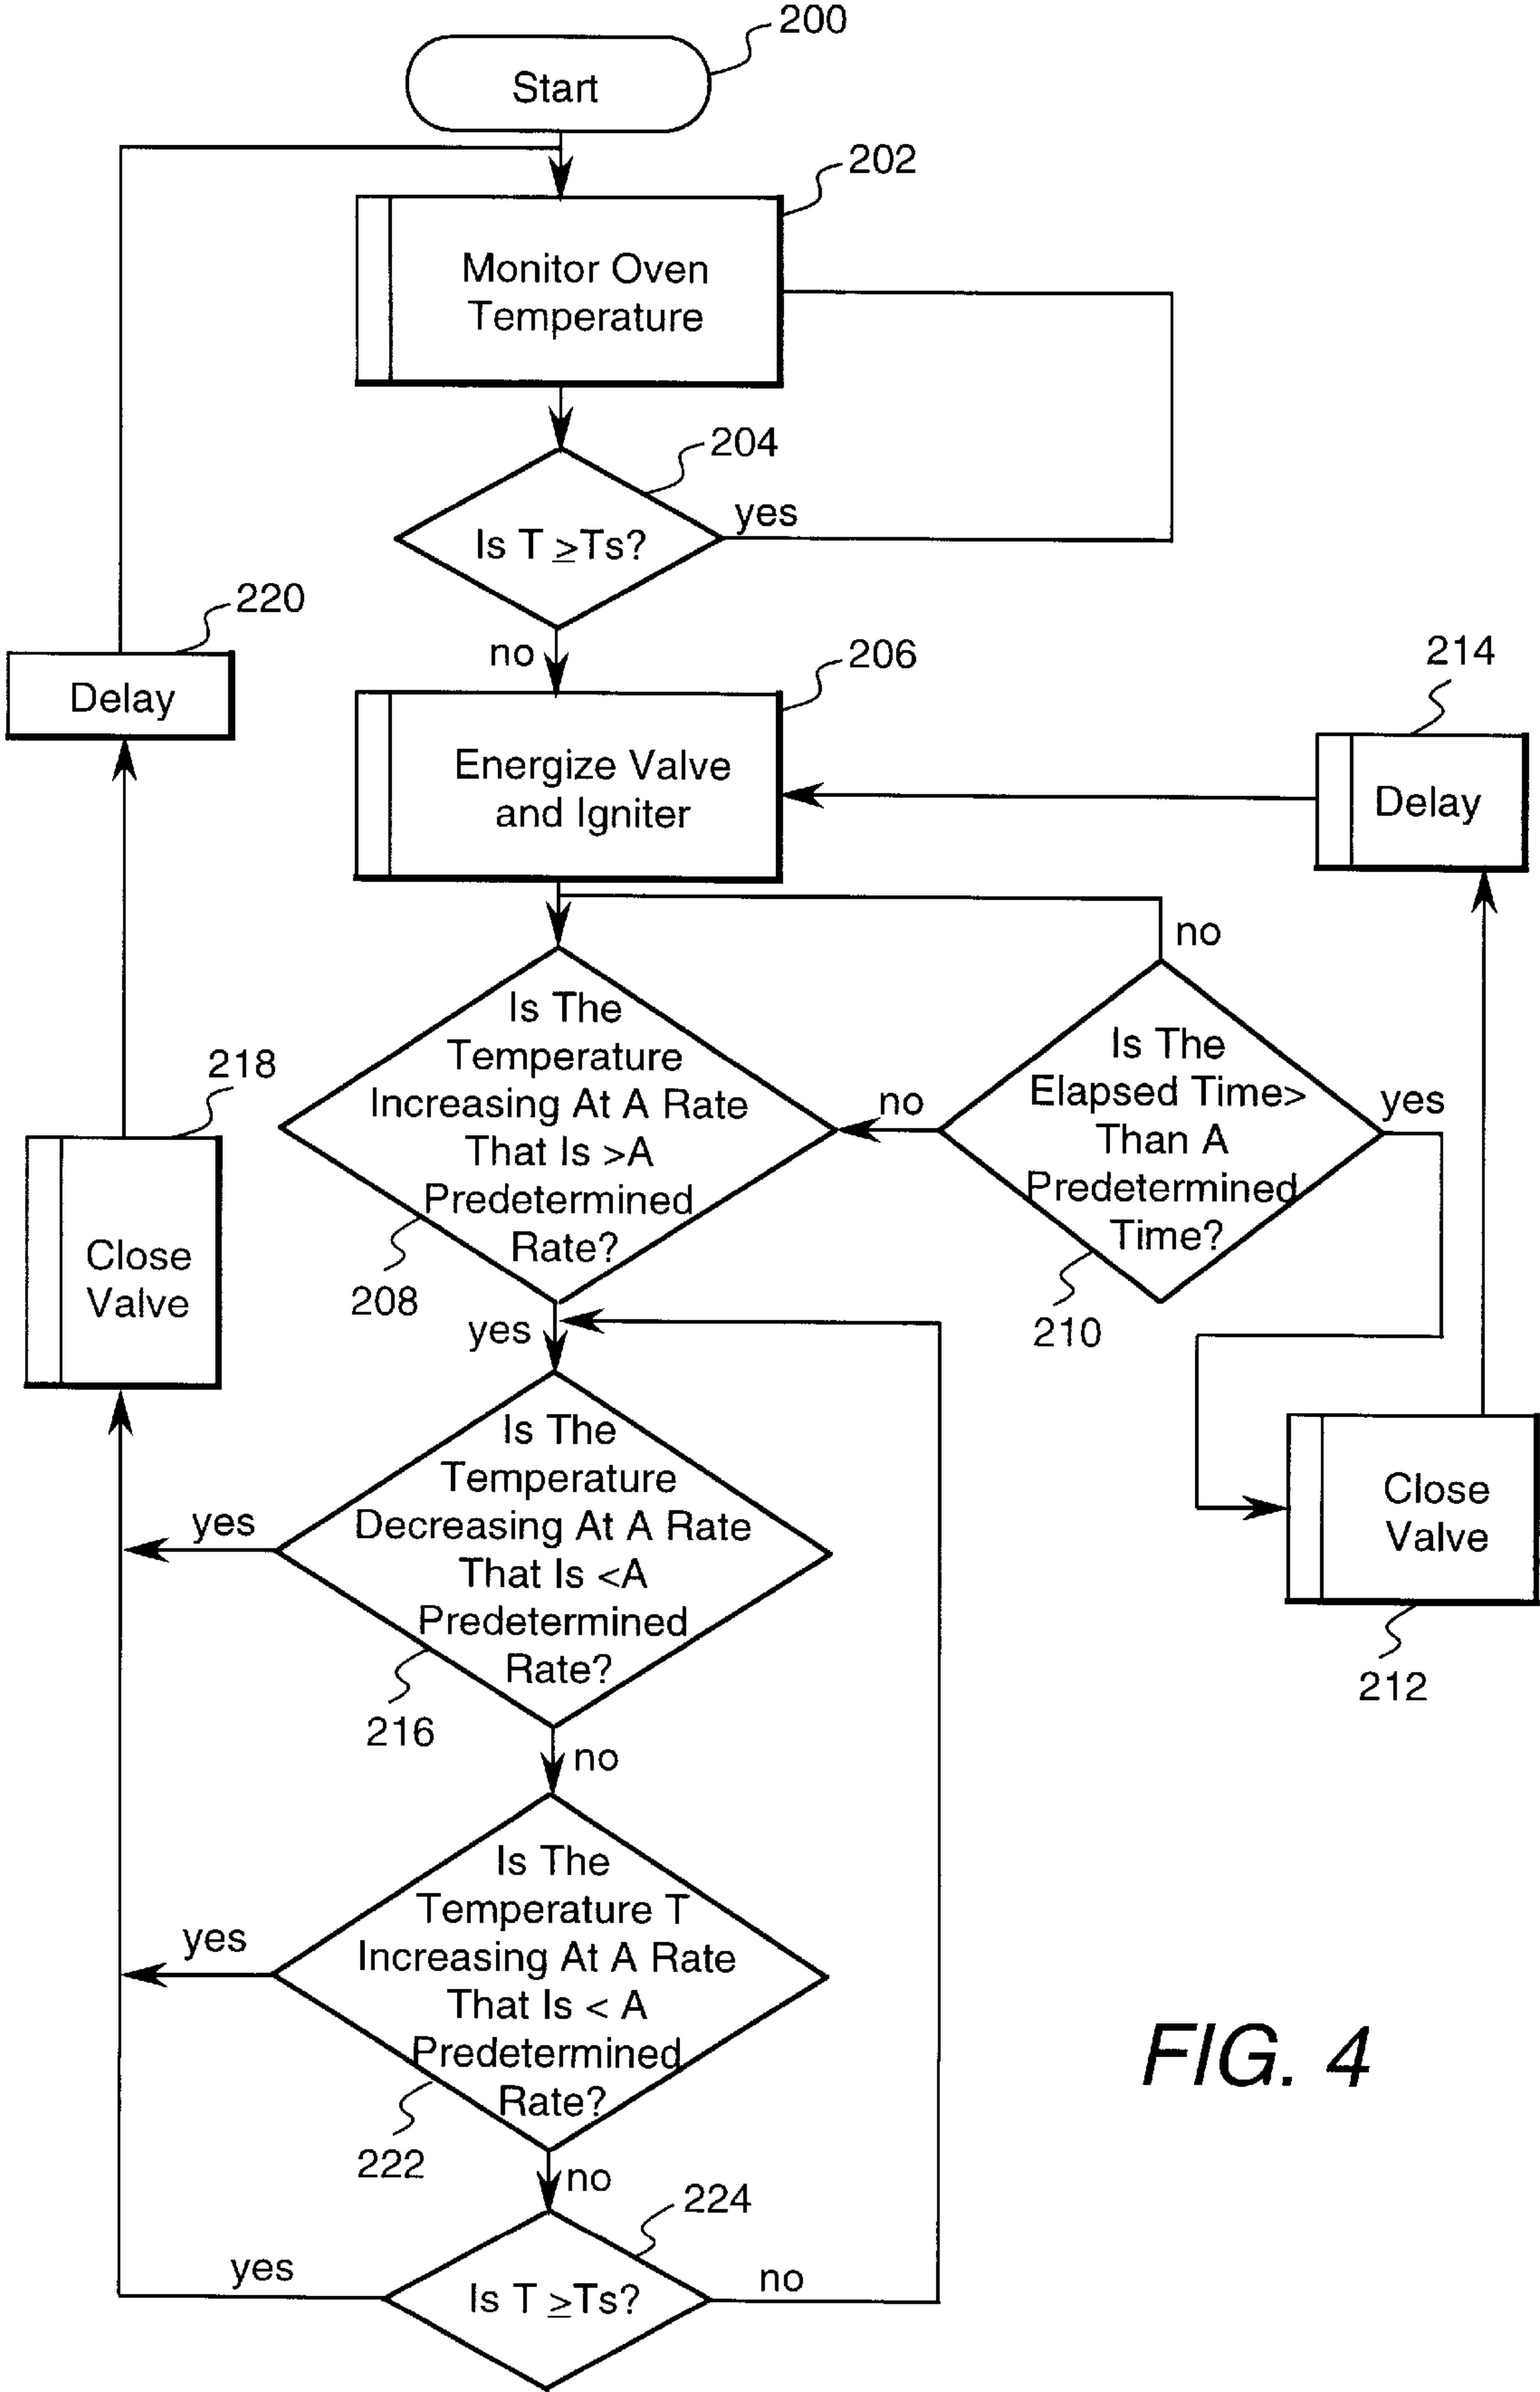 200
Start
202
Monitor Oven
Temperature
204
Is T ≥Ts?
yes
no
220
Delay
206
Energize Valve
and Igniter
214
Delay
no
Is The
Temperature
Increasing At A Rate
That Is >A
Predetermined
Rate?
208
no
Is The
Elapsed Time>
Than A
Predetermined
Time?
210
yes
218
Close
Valve
yes
Is The
Temperature
Decreasing At A Rate
That Is <A
Predetermined
Rate?
216
yes
Close
Valve
212
no
Is The
Temperature T
Increasing At A Rate
That Is < A
Predetermined
Rate?
222
yes
no
224
Is T ≥Ts?
yes
no
FIG. 4